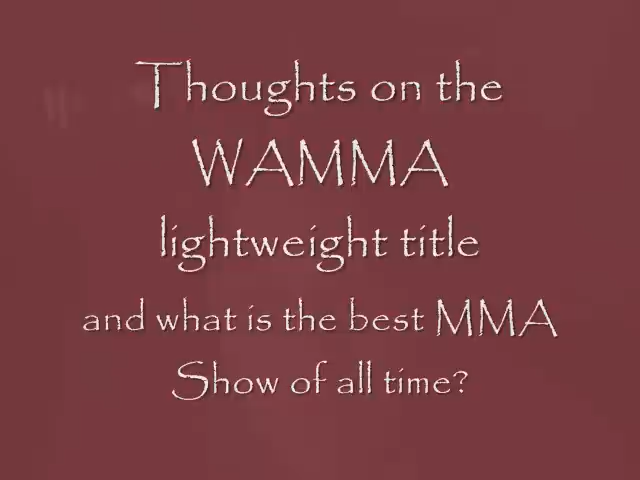 Thoughts on the
WAMMA
lightweight title
and what is the best MMA
Show of all time?